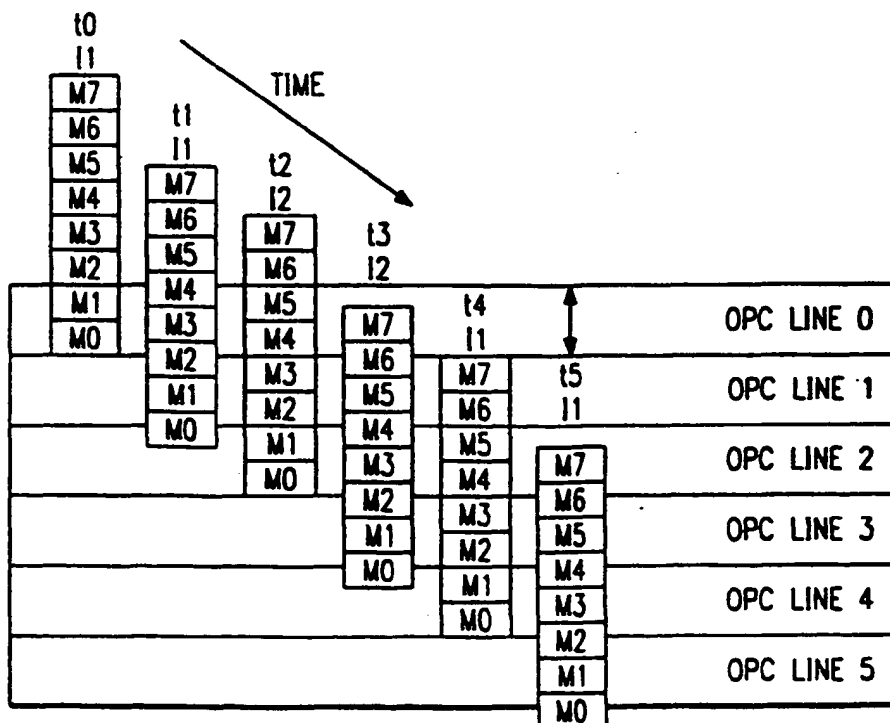 t0
I1
M7
M6
M5
M4
M3
M2
M1
M0
TIME
t1
I1
M7
M6
M5
M4
M3
M2
M1
M0
t2
I2
M7
M6
M5
M4
M3
M2
M1
M0
t3
I2
M7
M6
M5
M4
M3
M2
M1
M0
t4
I1
M7
M6
M5
M4
M3
M2
M1
M0
t5
I1
M7
M6
M5
M4
M3
M2
M1
M0
OPC LINE 0
OPC LINE 1
OPC LINE 2
OPC LINE 3
OPC LINE 4
OPC LINE 5